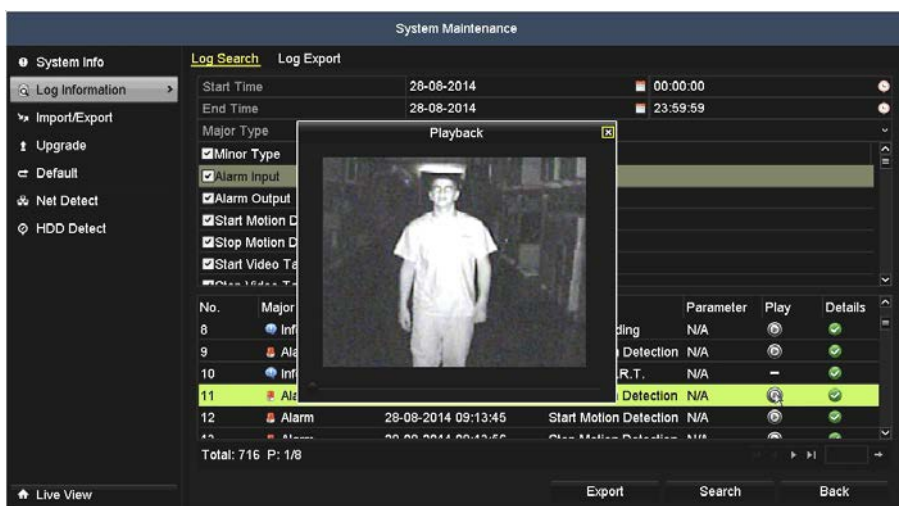 System Maintenance
System Info
Log Information
Import/Export
Upgrade
Default
Net Detect
HDD Detect
Live View
Log Search Log Export
Start Time 28-08-2014 00:00:00
End Time 28-08-2014 23:59:59
Major Type
Minor Type
Alarm Input
Alarm Output
Start Motion D
Stop Motion D
Start Video Ta
Playback
No. Major Parameter Play Details
8 Inf ding N/A
9 Ala Detection N/A
10 Inf .R.T. N/A
11 Ala Detection N/A
12 Alarm 28-08-2014 09:13:45 Start Motion Detection N/A
Total: 716 P: 1/8
Export Search Back